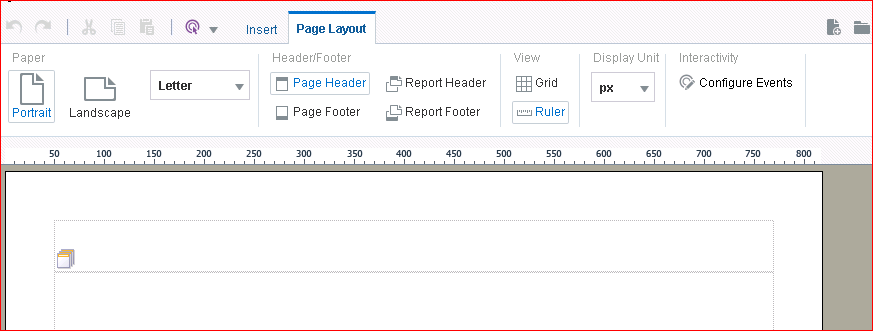 Insert Page Layout
Paper Header/Footer View Display Unit Interactivity
Portrait Landscape Letter Page Header Report Header Grid px Configure Events
Page Footer Report Footer Ruler
50 100 150 200 250 300 350 400 450 500 550 600 650 700 750 800